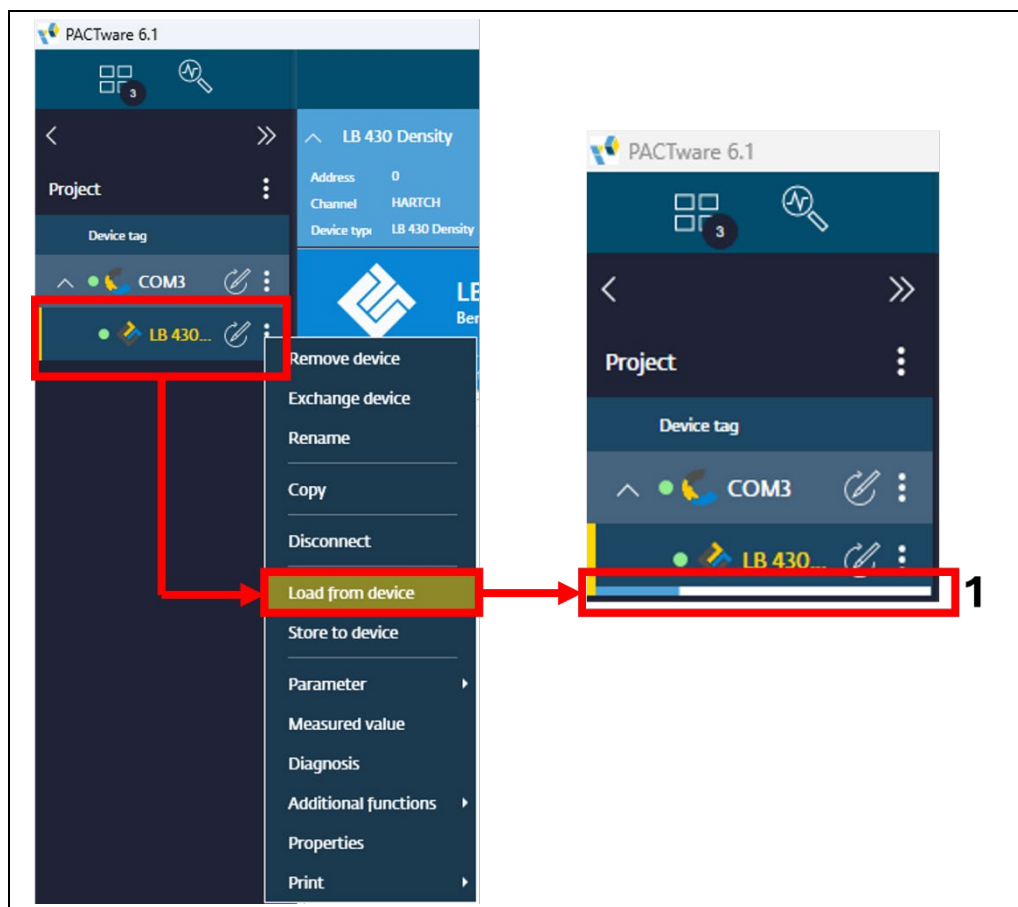 PACTware 6.1
3
LB 430 Density
Project
Address 0
Channel HARTCH
Device type LB 430 Density
Device tag
COM3
LB 430...
Remove device
Exchange device
Rename
Copy
Disconnect
Load from device
Store to device
Parameter
Measured value
Diagnosis
Additional functions
Properties
Print
PACTware 6.1
3
Project
Device tag
COM3
LB 430...
1